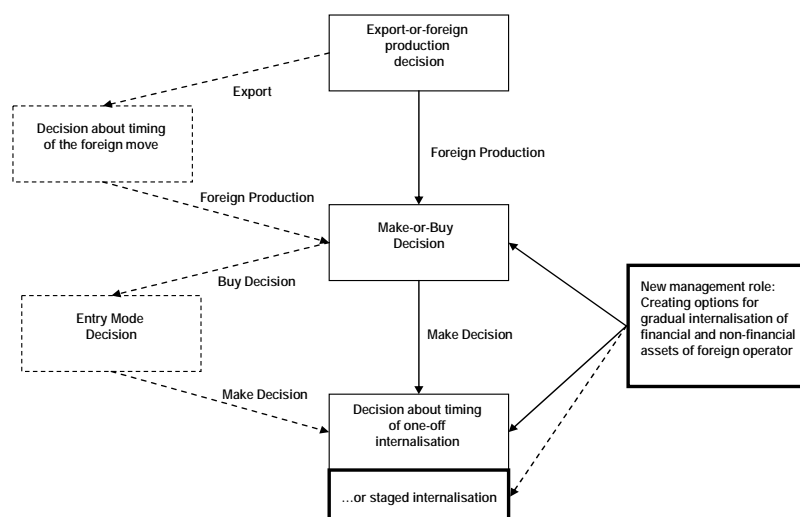 Export-or-foreign
production
decision
Export
Decision about timing
of the foreign move
Foreign Production
Foreign Production
Make-or-Buy
Decision
Buy Decision
New management role:
Creating options for
gradual internalisation of
financial and non-financial
assets of foreign operator
Entry Mode
Decision
Make Decision
Make Decision
Decision about timing
of one-off
internalisation
...or staged internalisation